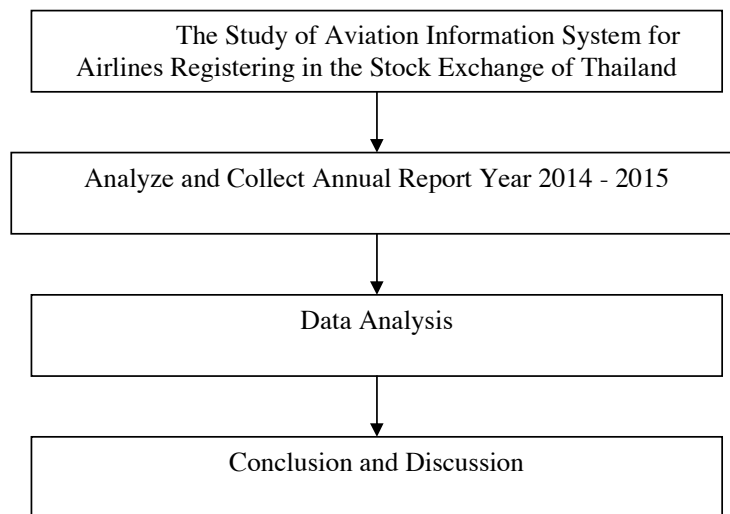 The Study of Aviation Information System for
Airlines Registering in the Stock Exchange of Thailand
Analyze and Collect Annual Report Year 2014 - 2015
Data Analysis
Conclusion and Discussion